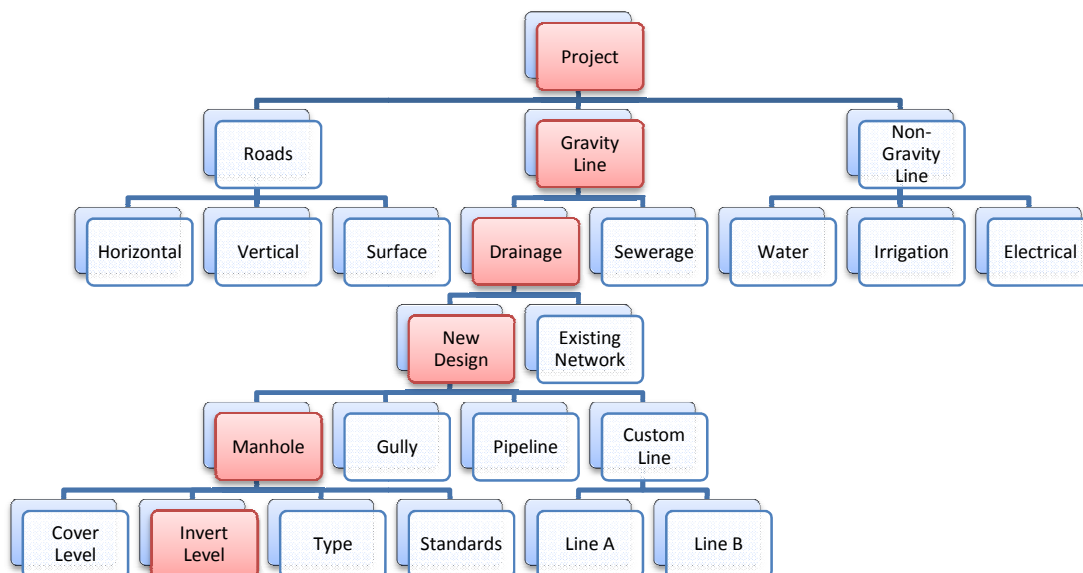 Project
Roads
Gravity
Line
Non-
Gravity
Line
Horizontal
Vertical
Surface
Drainage
Sewerage
Water
Irrigation
Electrical
New
Design
Existing
Network
Manhole
Gully
Pipeline
Custom
Line
Cover
Level
Invert
Level
Type
Standards
Line A
Line B